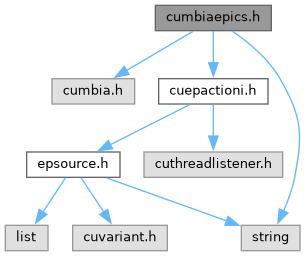 cumbiaepics.h
cumbia.h
cuepactioni.h
epsource.h
cuthreadlistener.h
list
cuvariant.h
string